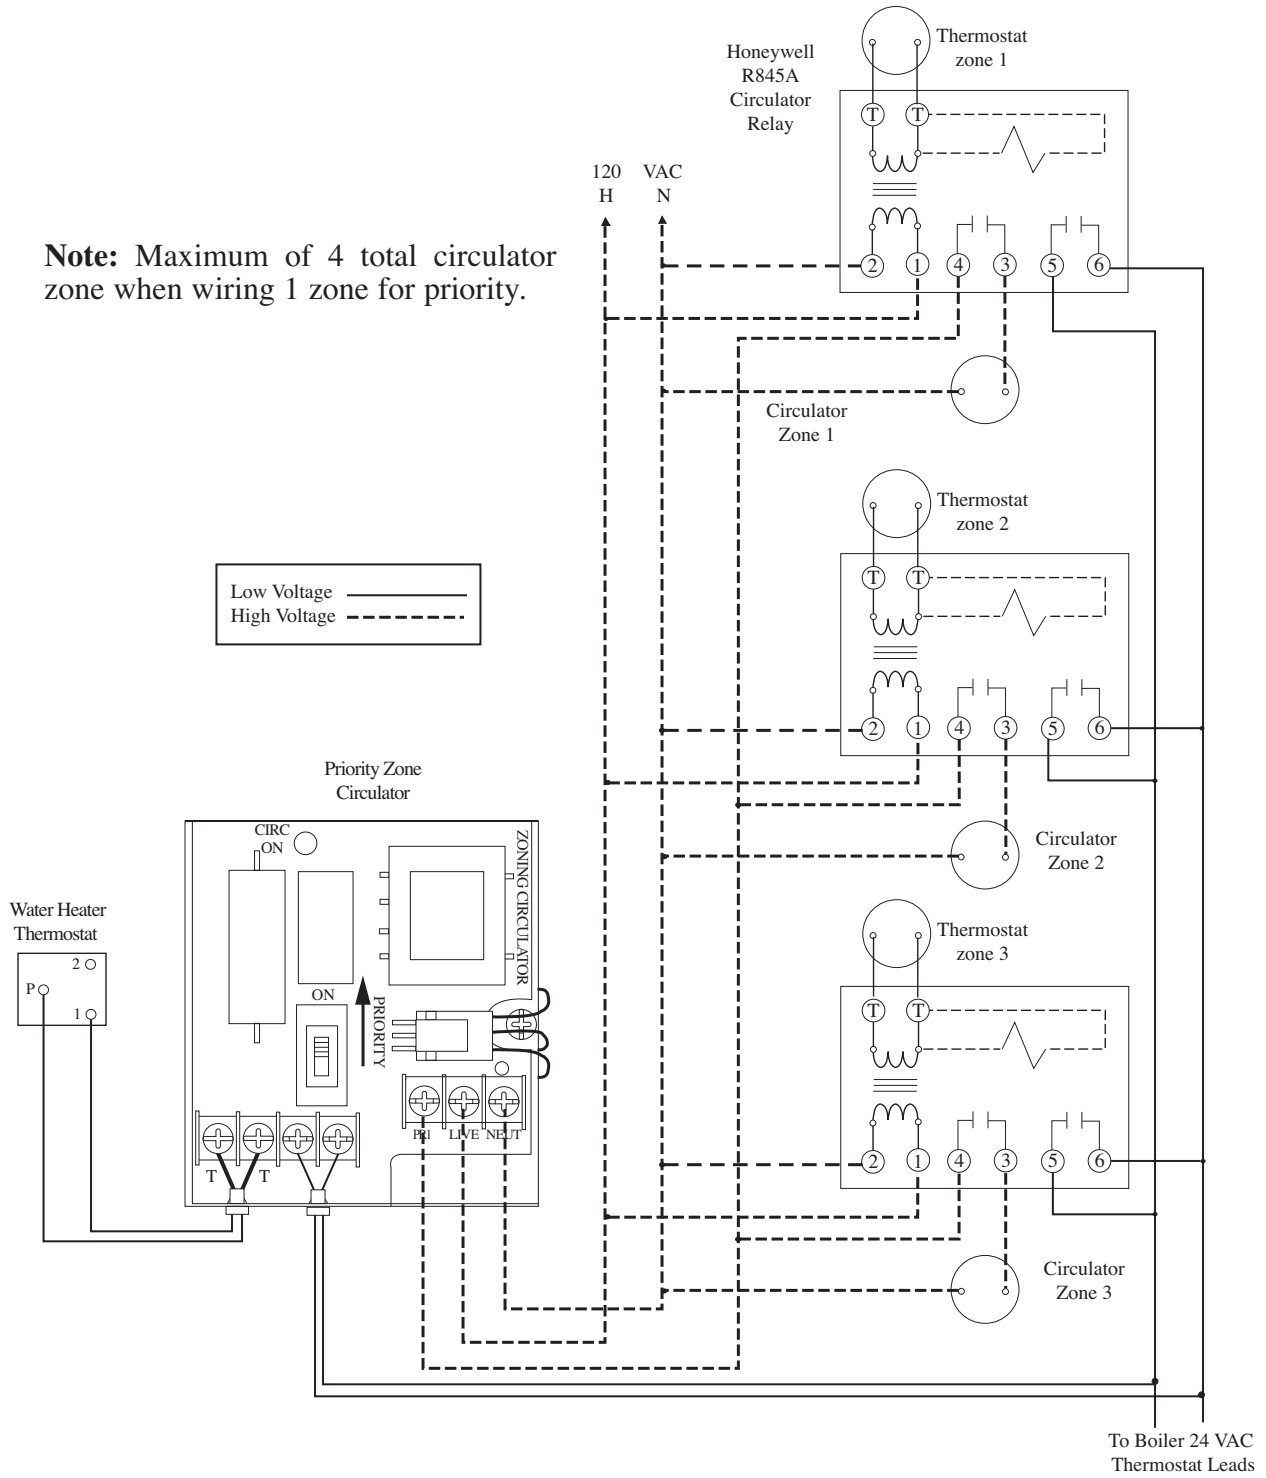 Thermostat
zone 1
Honeywell
R845A
Circulator
Relay
T T
120 VAC
H N
Note: Maximum of 4 total circulator
zone when wiring 1 zone for priority.
2 1 4 3 5 6
Circulator
Zone 1
Thermostat
zone 2
T T
Low Voltage
High Voltage
2 1 4 3 5 6
Priority Zone
Circulator
CIRC
ON
ZONING CIRCULATOR
Circulator
Zone 2
Water Heater
Thermostat
2
P
1
Thermostat
zone 3
ON
PRIORITY
T T
PRI LIVE NEUT
T T
2 1 4 3 5 6
Circulator
Zone 3
To Boiler 24 VAC
Thermostat Leads